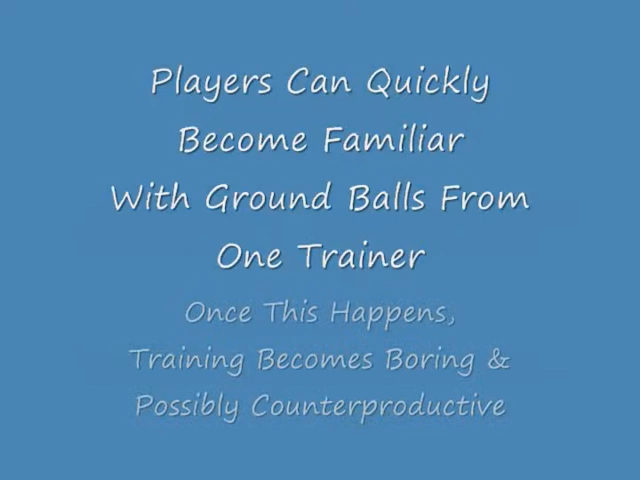 Players Can Quickly
Become Familiar
With Ground Balls From
One Trainer
Once This Happens,
Training Becomes Boring &
Possibly Counterproductive